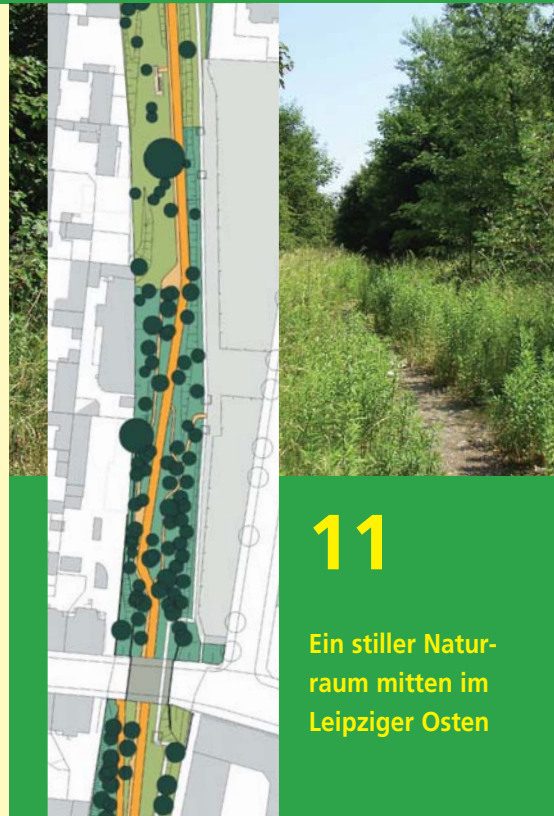 11
Ein stiller Natur-
raum mitten im
Leipziger Osten